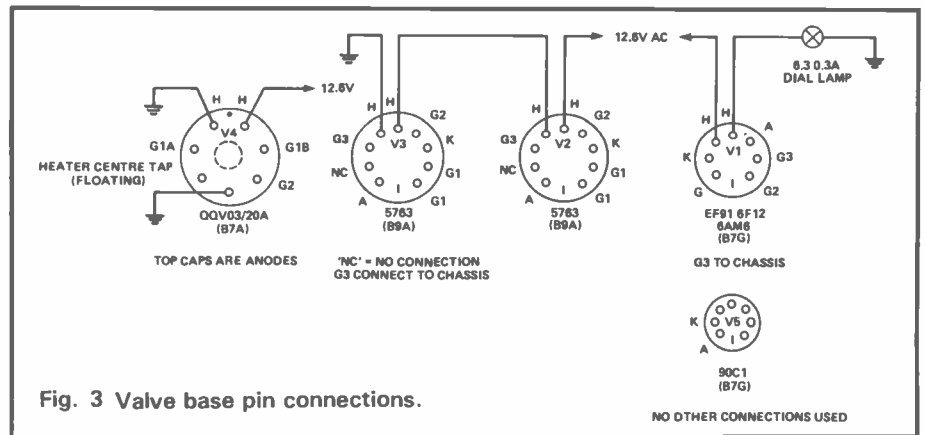 12.6V AC
6.3 0.3A
DIAL LAMP
12.6V
H H
V4
G1A
G1B
G2
HEATER CENTRE TAP
(FLOATING)
QQV03/20A
(B7A)
TOP CAPS ARE ANODES
H H
G2
G3
V3
K
NC
G1
A
I
G1
5763
(B9A)
'NC' = NO CONNECTION
G3 CONNECT TO CHASSIS
H H
G2
G3
V2
K
NC
G1
A
I
G1
5763
(B9A)
H H
A
V1
K
G3
G
I
G2
EF91 6F12
6AM6
(B7G)
G3 TO CHASSIS
K
V5
A
I
90C1
(B7G)
NO OTHER CONNECTIONS USED
Fig. 3 Valve base pin connections.